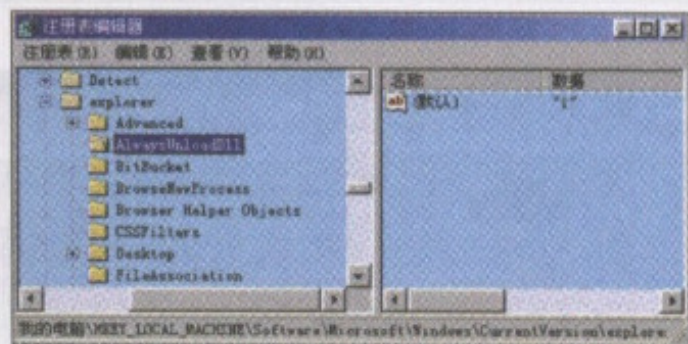 注册表编辑器
注册表(R) 编辑(E) 查看(V) 帮助(H)
Detect
explorer
Advanced
AlwaysUnloadDll
BitBucket
BrowseNewProcess
Browser Helper Objects
CSSFilters
Desktop
FileAssociation
名称 数据
ab (默认) "1"
我的电脑\HKEY_LOCAL_MACHINE\Software\Microsoft\Windows\CurrentVersion\explore